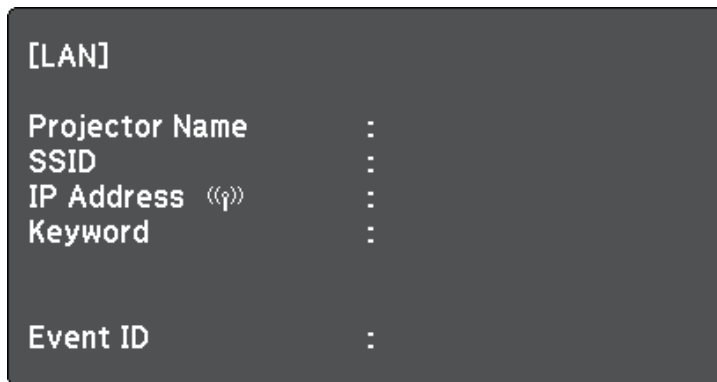 [LAN]
Projector Name :
SSID :
IP Address :
Keyword :
Event ID :